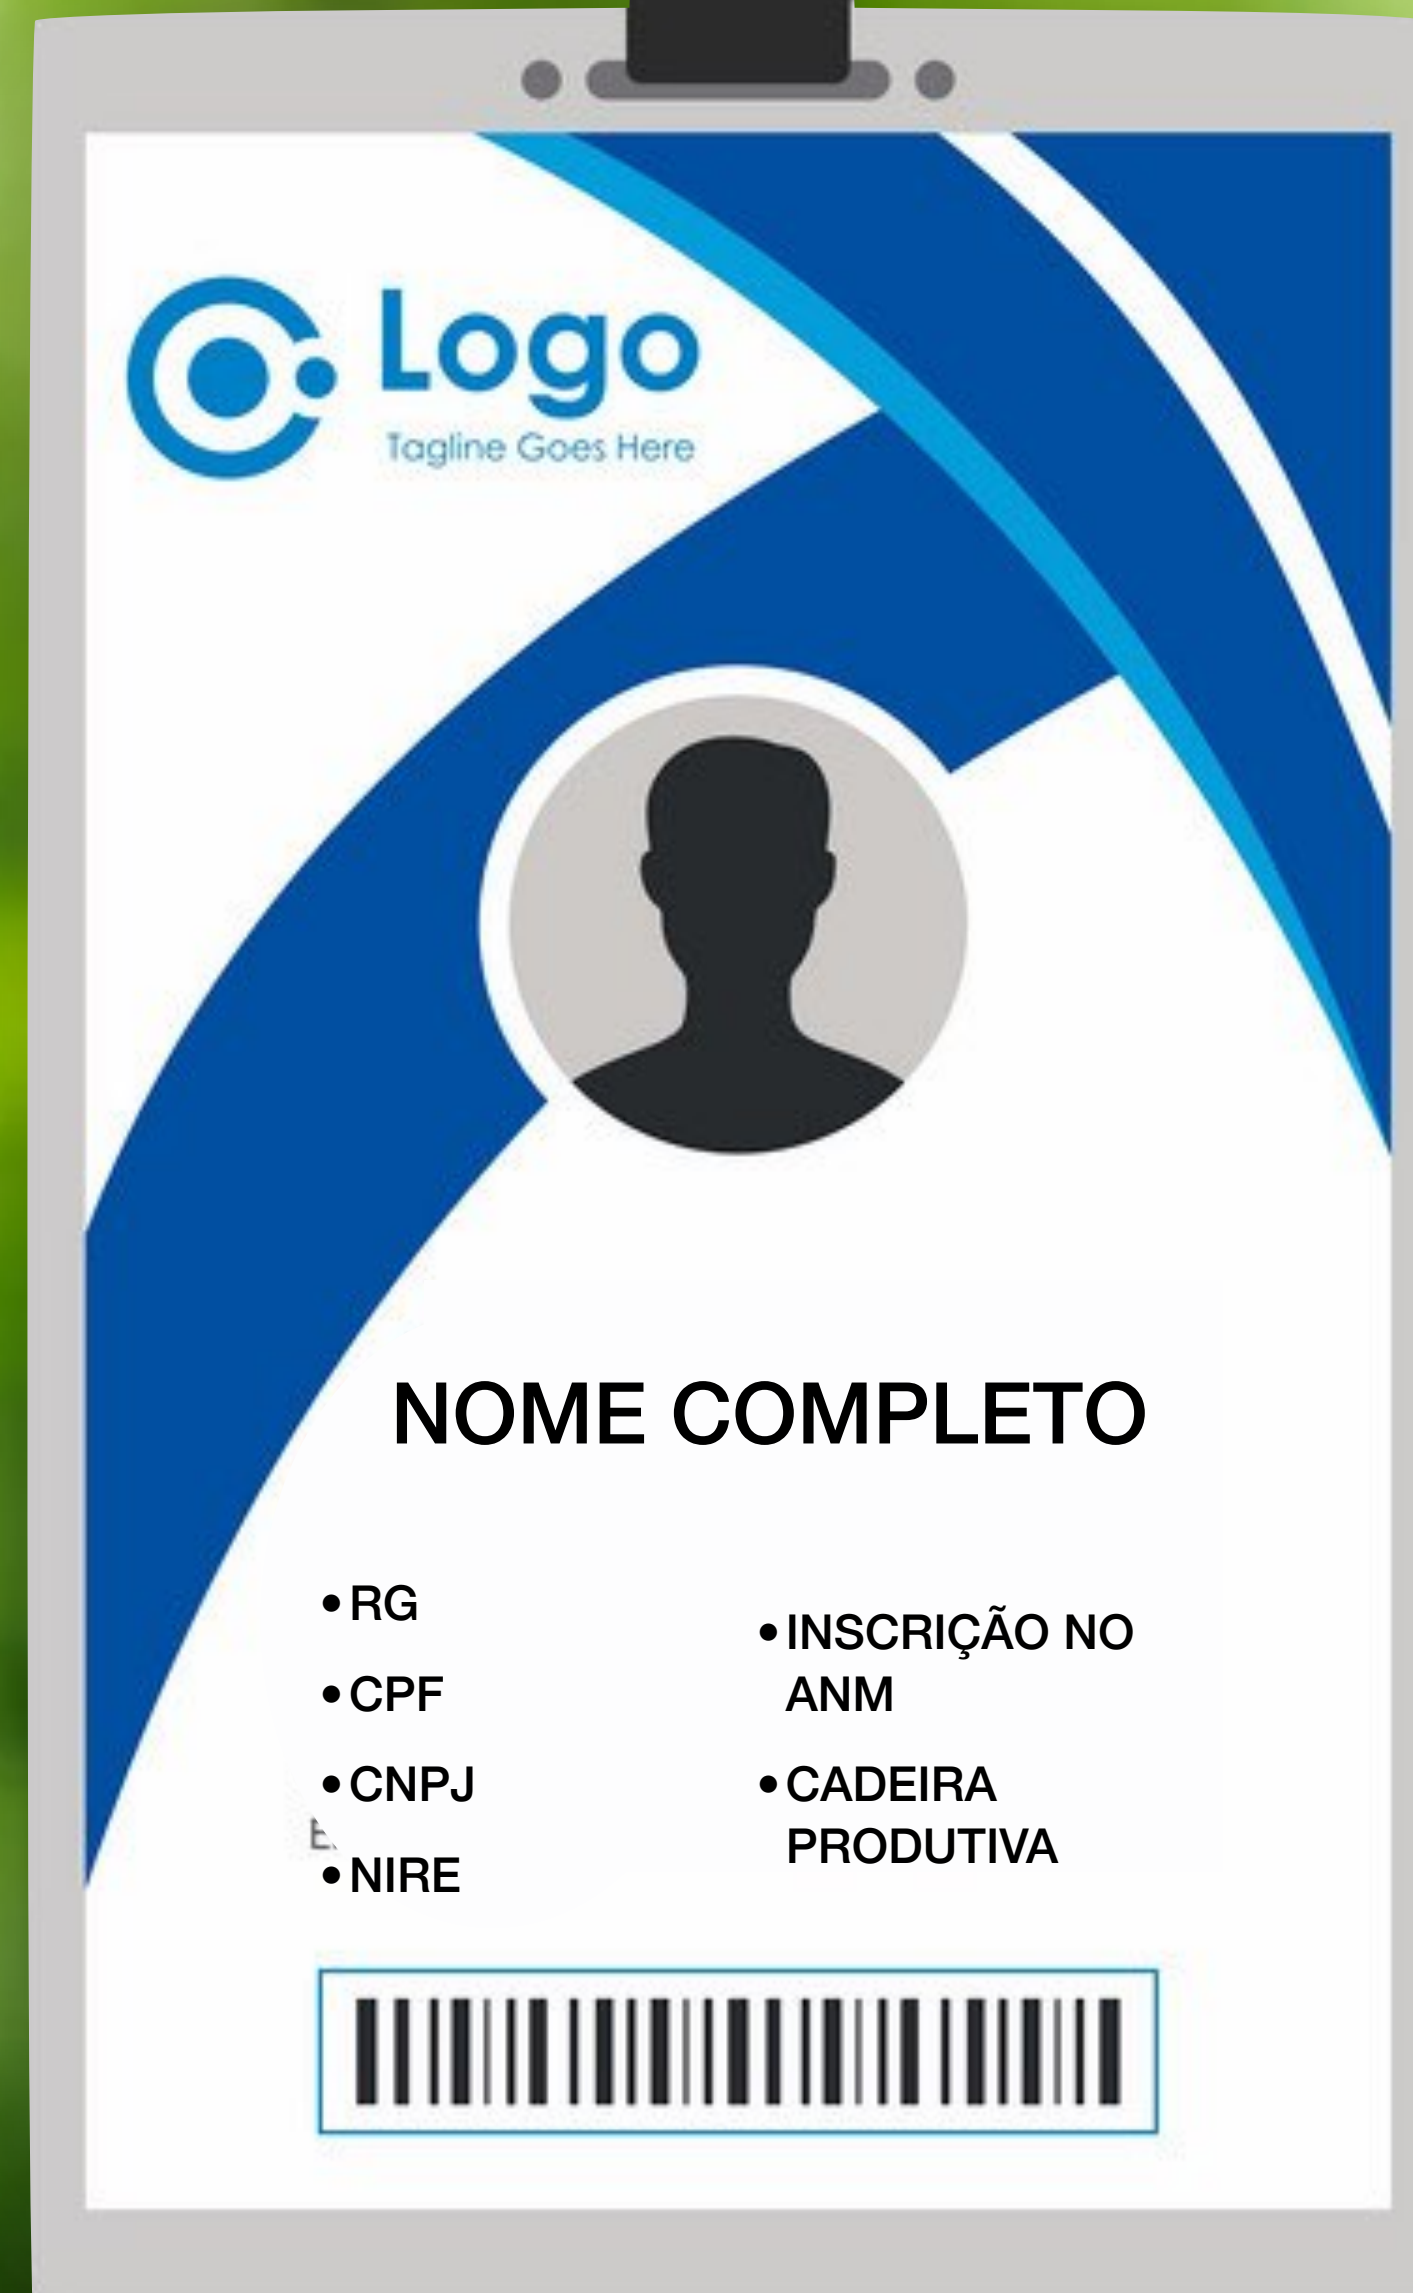 Logo
Tagline Goes Here
NOME COMPLETO
• RG
• CPF
• CNPJ
E
• NIRE
• INSCRIÇÃO NO
ANM
• CADEIRA
PRODUTIVA